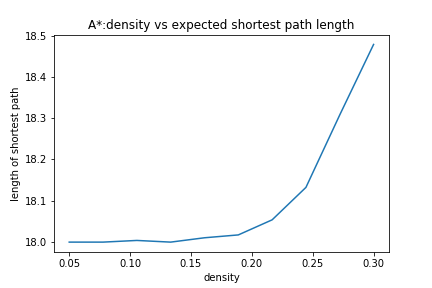 A*:density vs expected shortest path length
18.5
18.4
18.3
18.2
18.1
18.0
length of shortest path
0.05 0.10 0.15 0.20 0.25 0.30
density